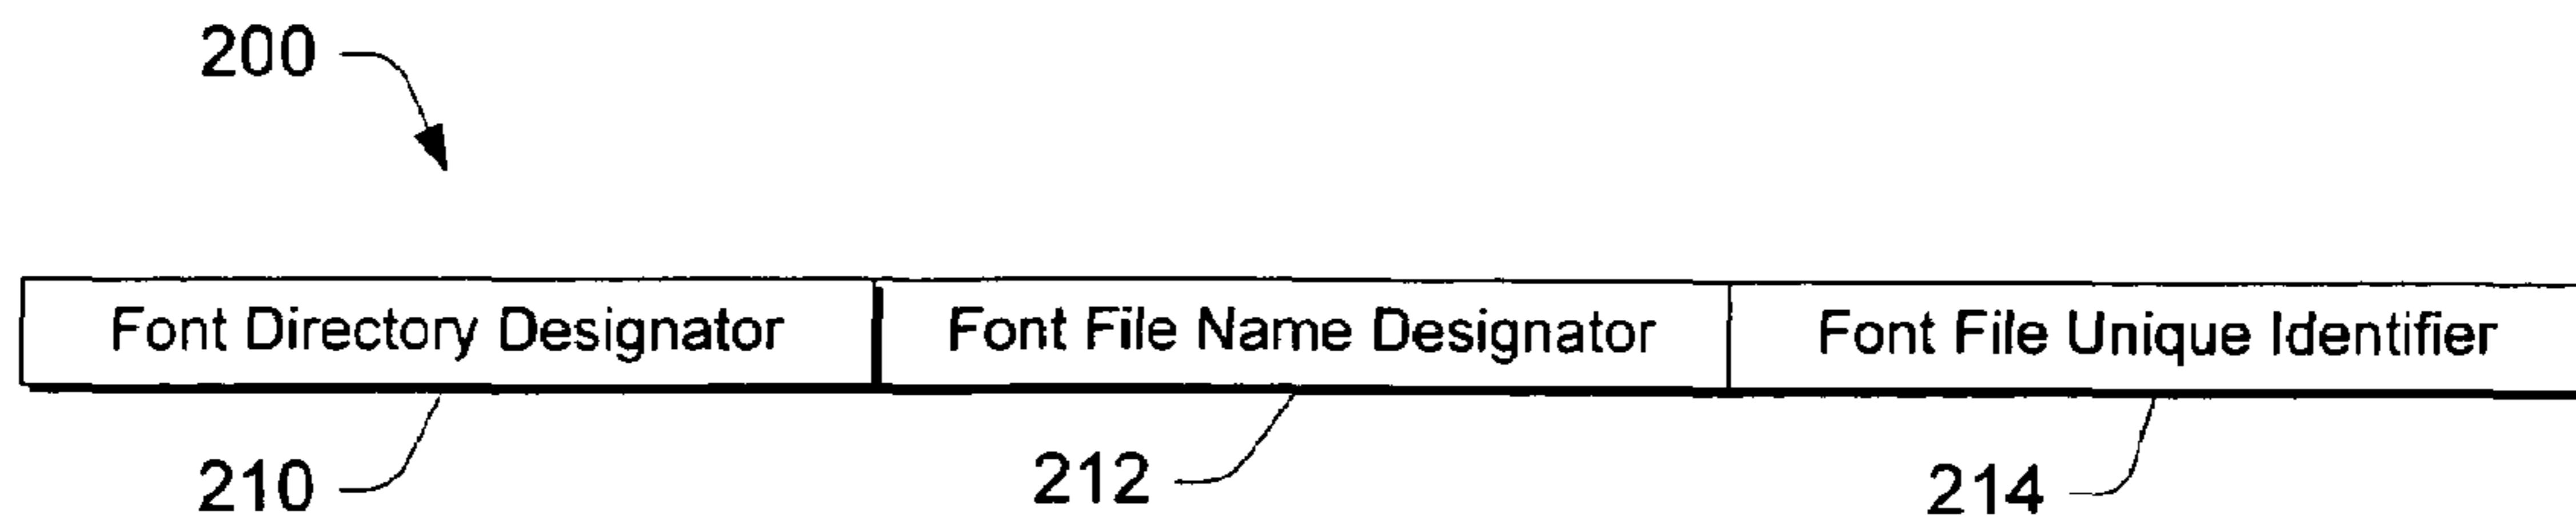 200
Font Directory Designator Font File Name Designator Font File Unique Identifier
210 212 214